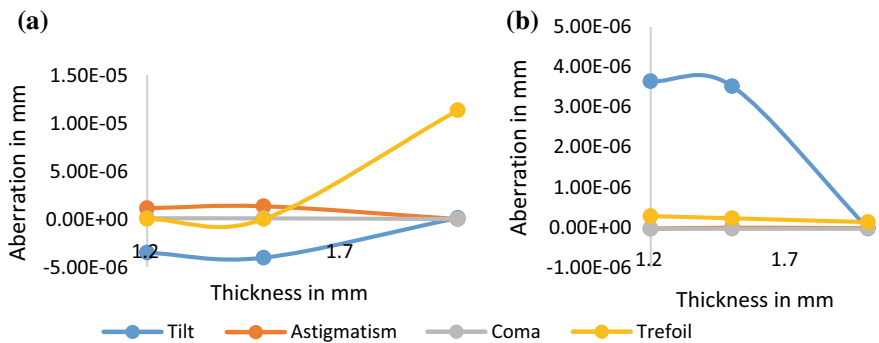 (a)
Aberration in mm
1.50E-05
1.00E-05
5.00E-06
0.00E+00
-5.00E-06
1.2
1.7
Thickness in mm
(b)
Aberrration in mm
5.00E-06
4.00E-06
3.00E-06
2.00E-06
1.00E-06
0.00E+00
-1.00E-06
1.2
1.7
Thickness in mm
Tilt
Astigmatism
Coma
Trefoil